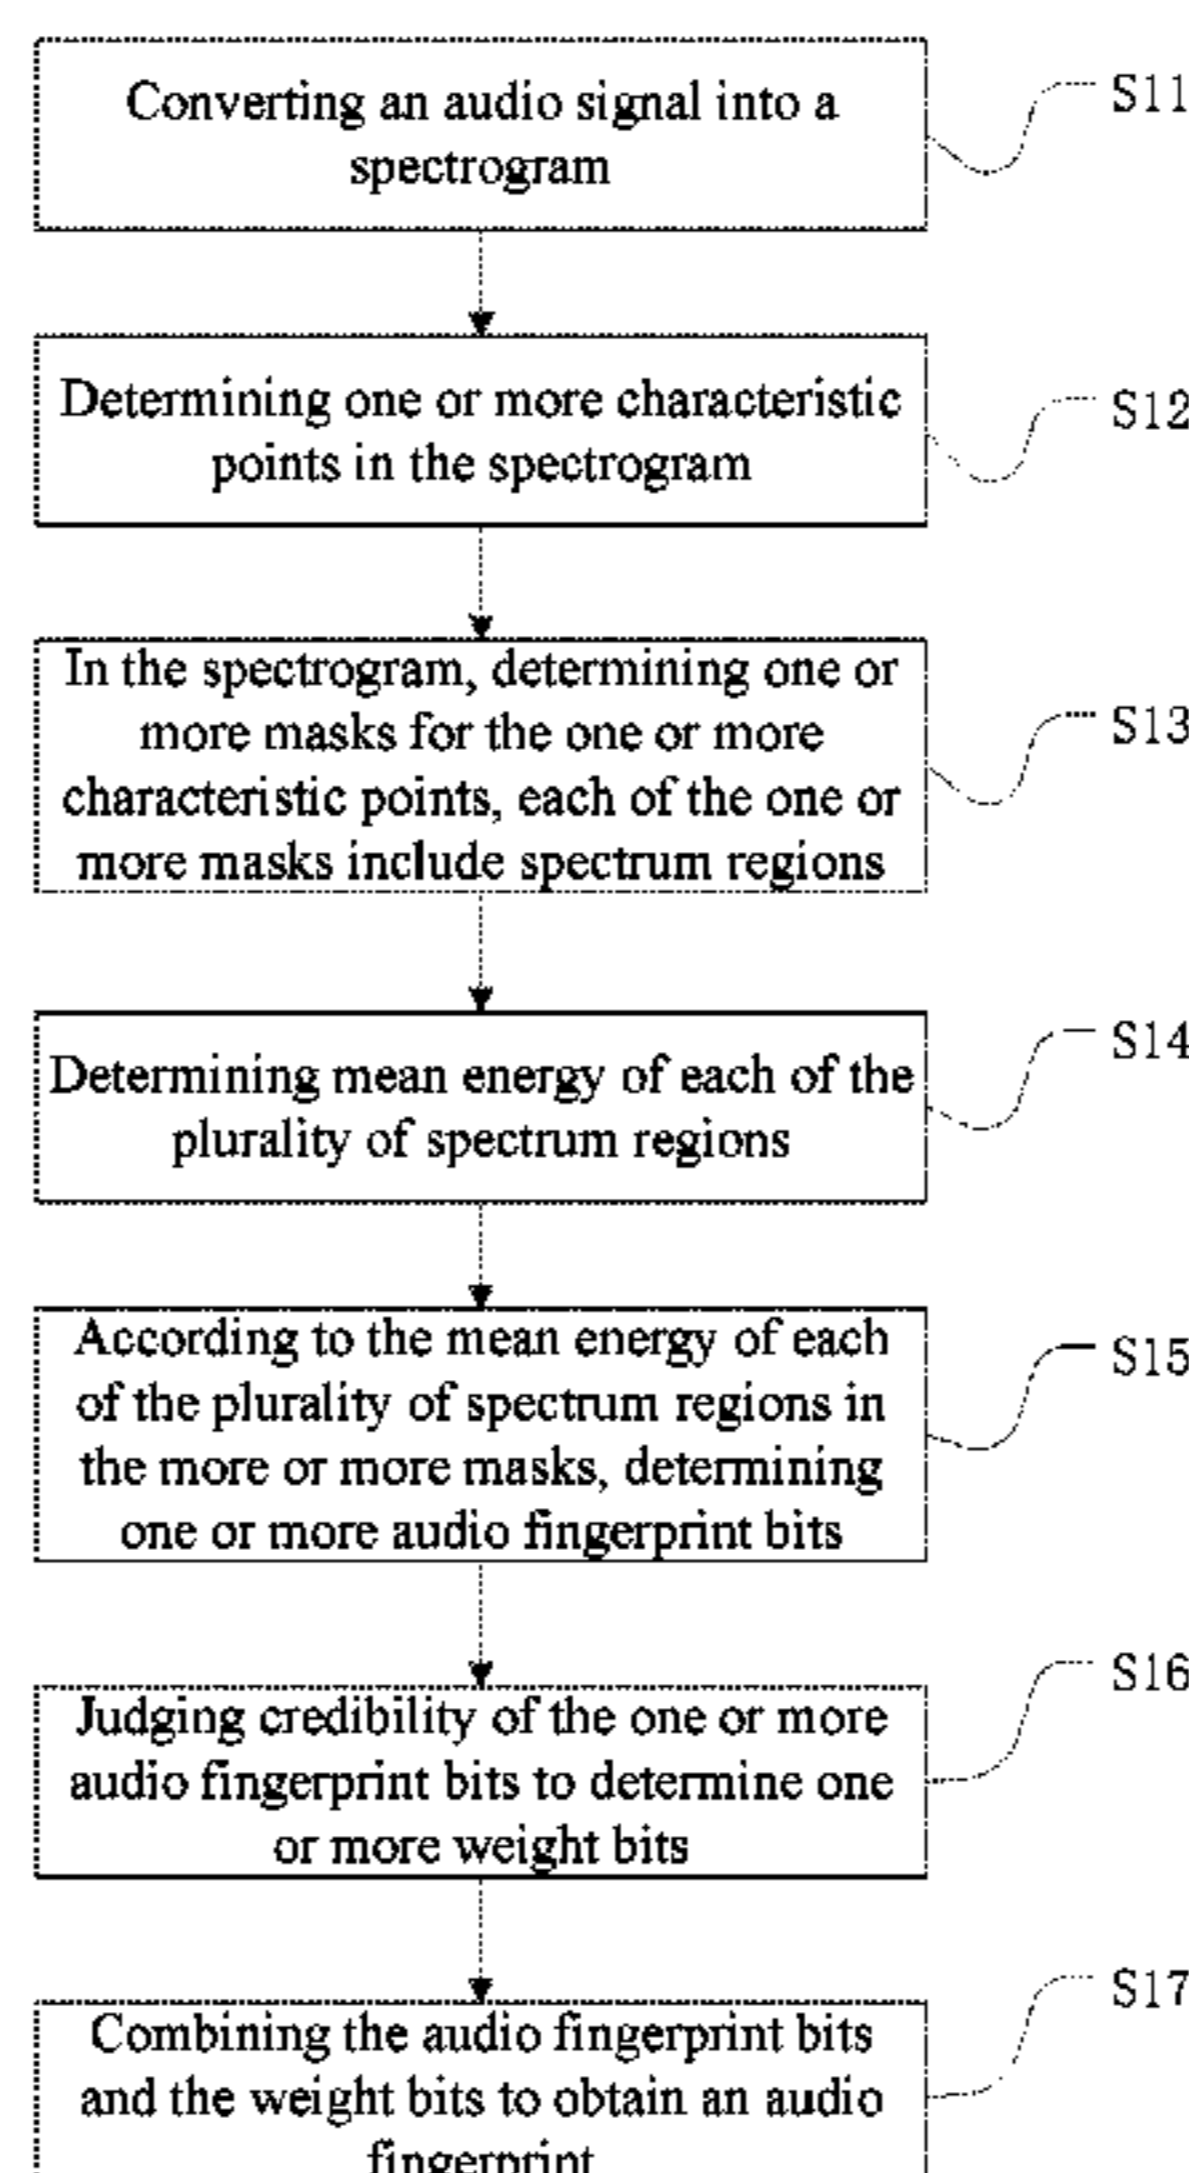 Converting an audio signal into a
spectrogram
S11
Determining one or more characteristic
points in the spectrogram
S12
In the spectrogram, determining one or
more masks for the one or more
characteristic points, each of the one or
more masks include spectrum regions
S13
Determining mean energy of each of the
plurality of spectrum regions
S14
According to the mean energy of each
of the plurality of spectrum regions in
the more or more masks, determining
one or more audio fingerprint bits
S15
Judging credibility of the one or more
audio fingerprint bits to determine one
or more weight bits
S16
Combining the audio fingerprint bits
and the weight bits to obtain an audio
fingerprint
S17